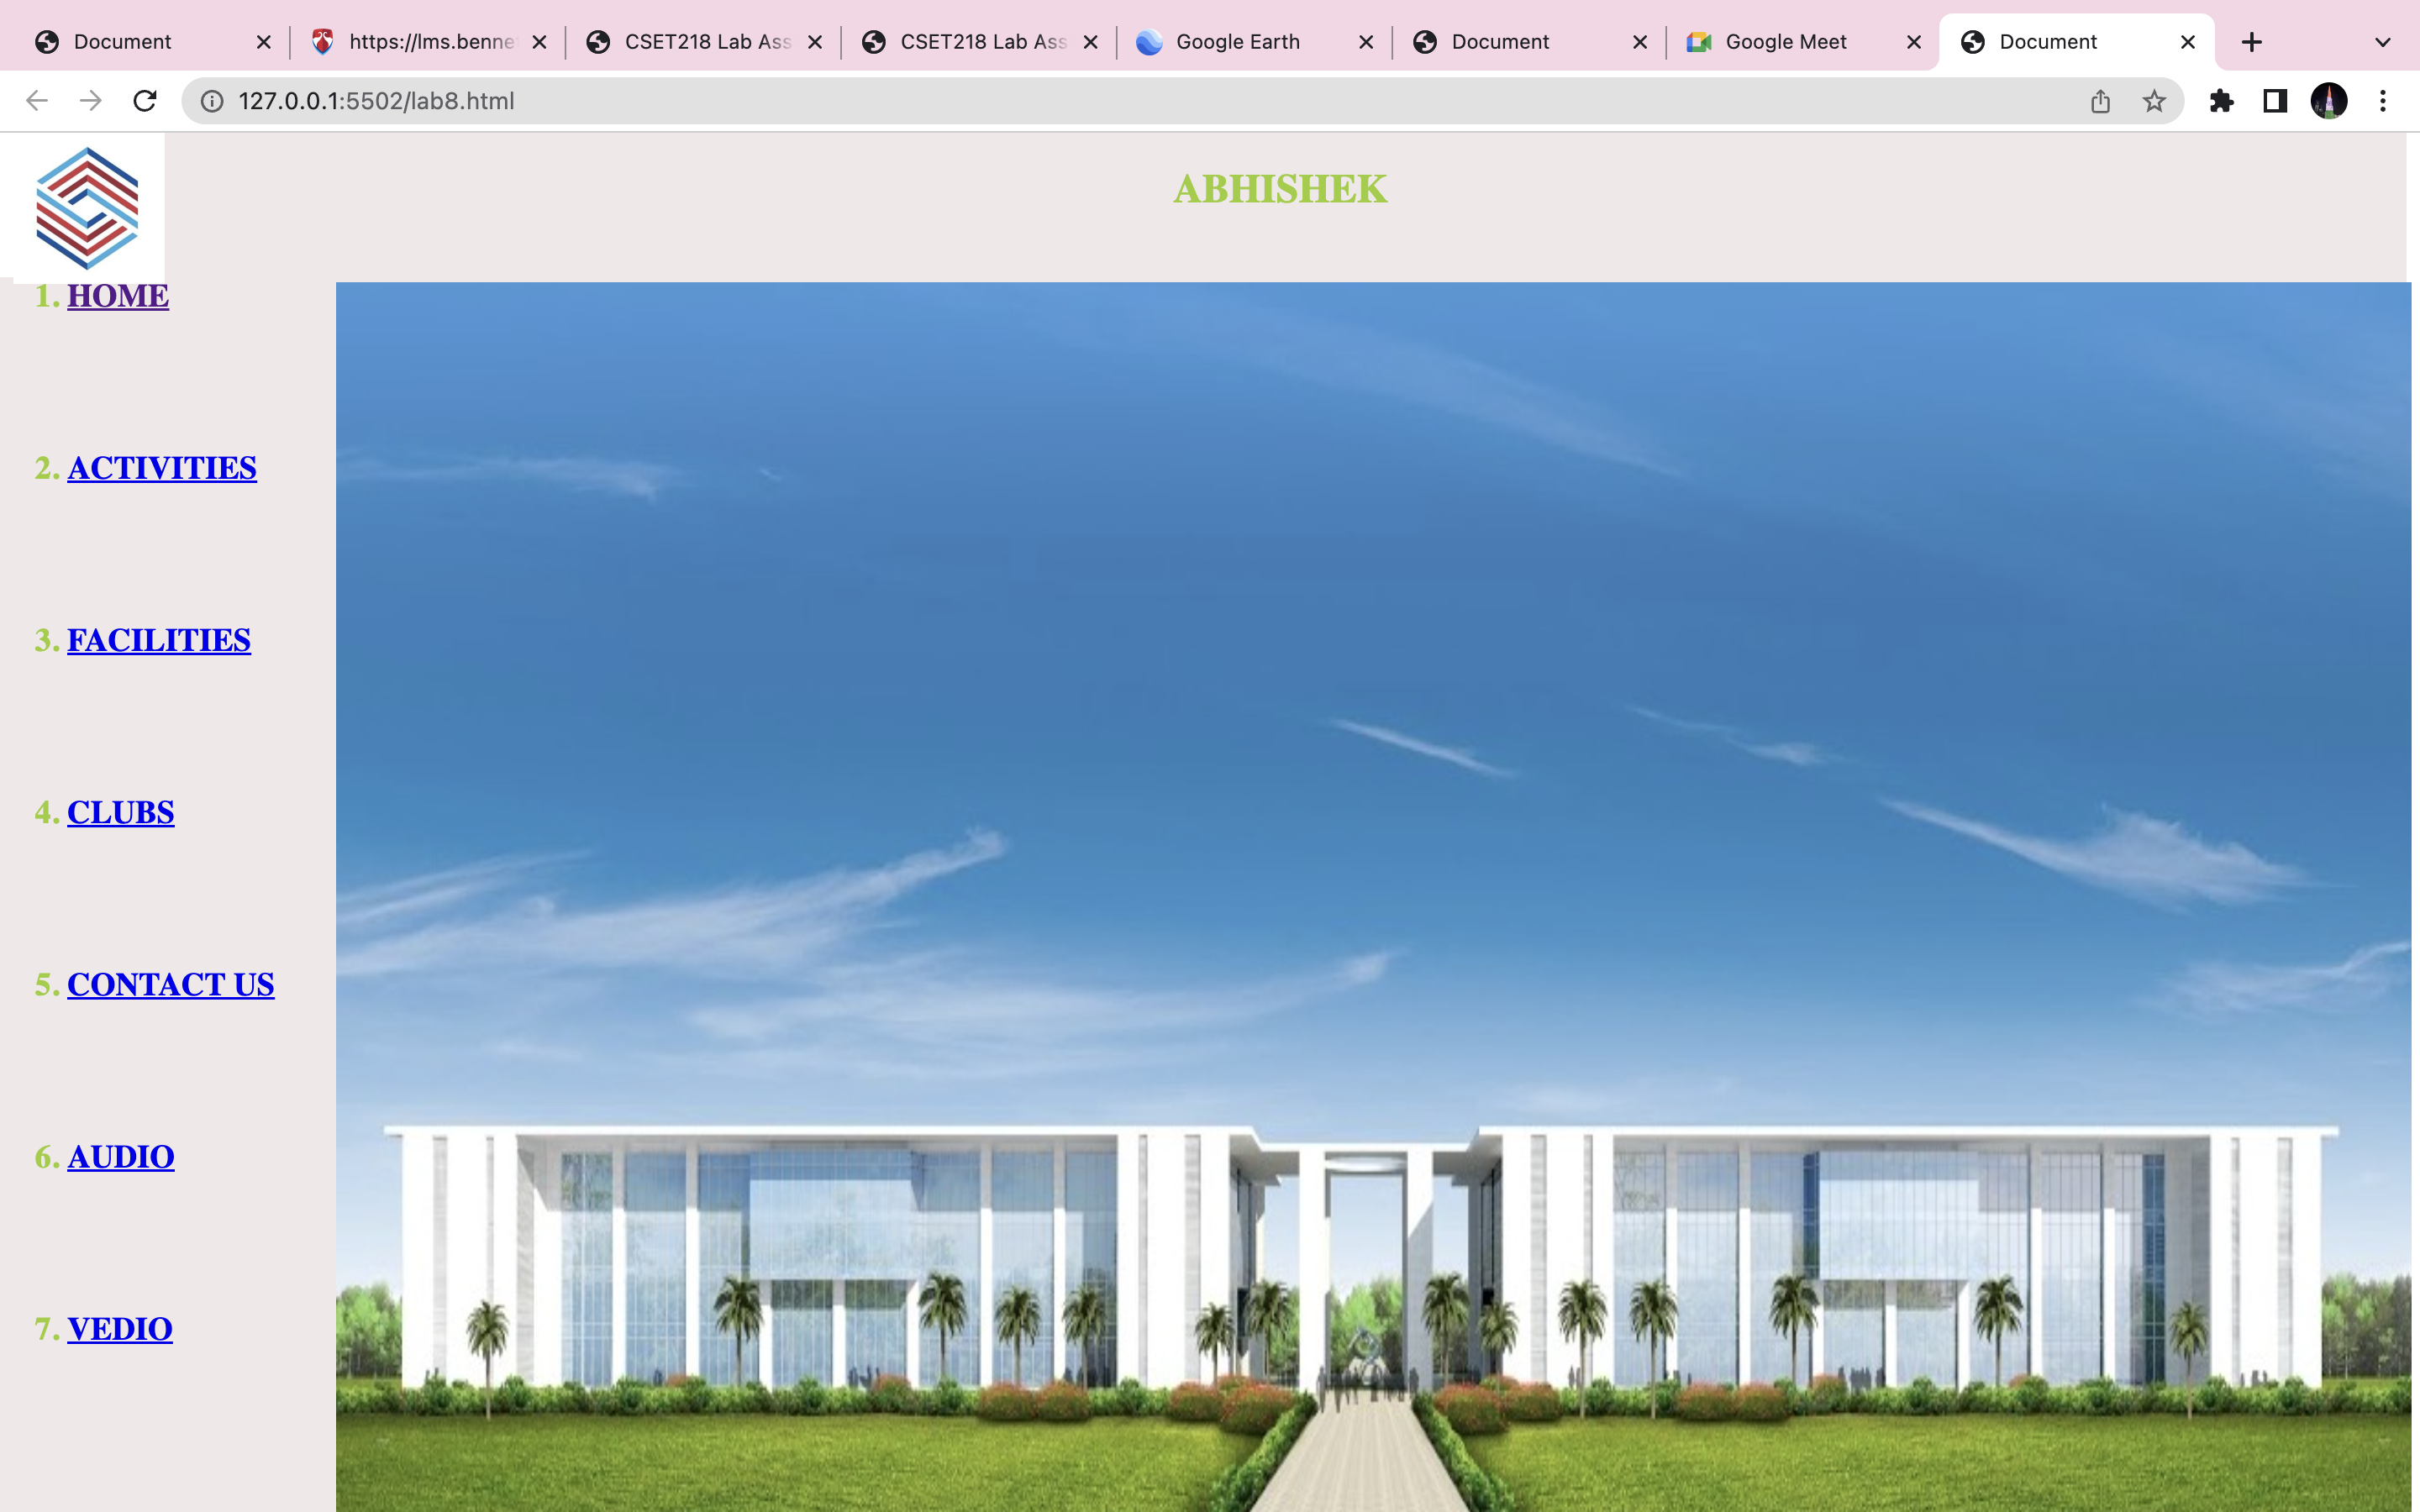 Document
https://lms.benne
CSET218 Lab Ass
CSET218 Lab Ass
Google Earth
Document
Google Meet
Document
127.0.0.1:5502/lab8.html
ABHISHEK
1. HOME
2. ACTIVITIES
3. FACILITIES
4. CLUBS
5. CONTACT US
6. AUDIO
7. VEDIO